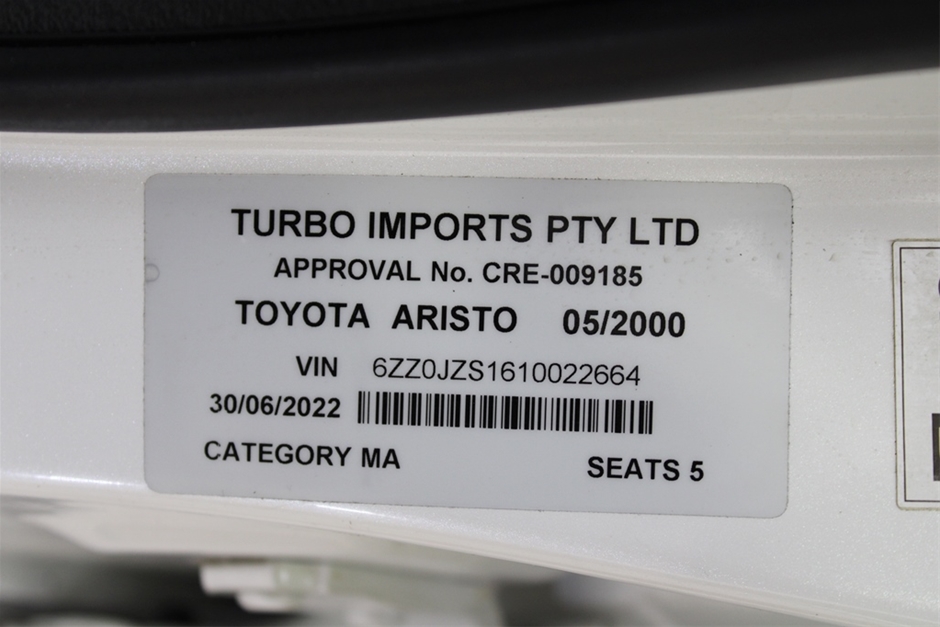 TURBO IMPORTS PTY LTD
APPROVAL No. CRE-009185
TOYOTA ARISTO 05/2000
VIN 6ZZ0JZS1610022664
30/06/2022
CATEGORY MA SEATS 5